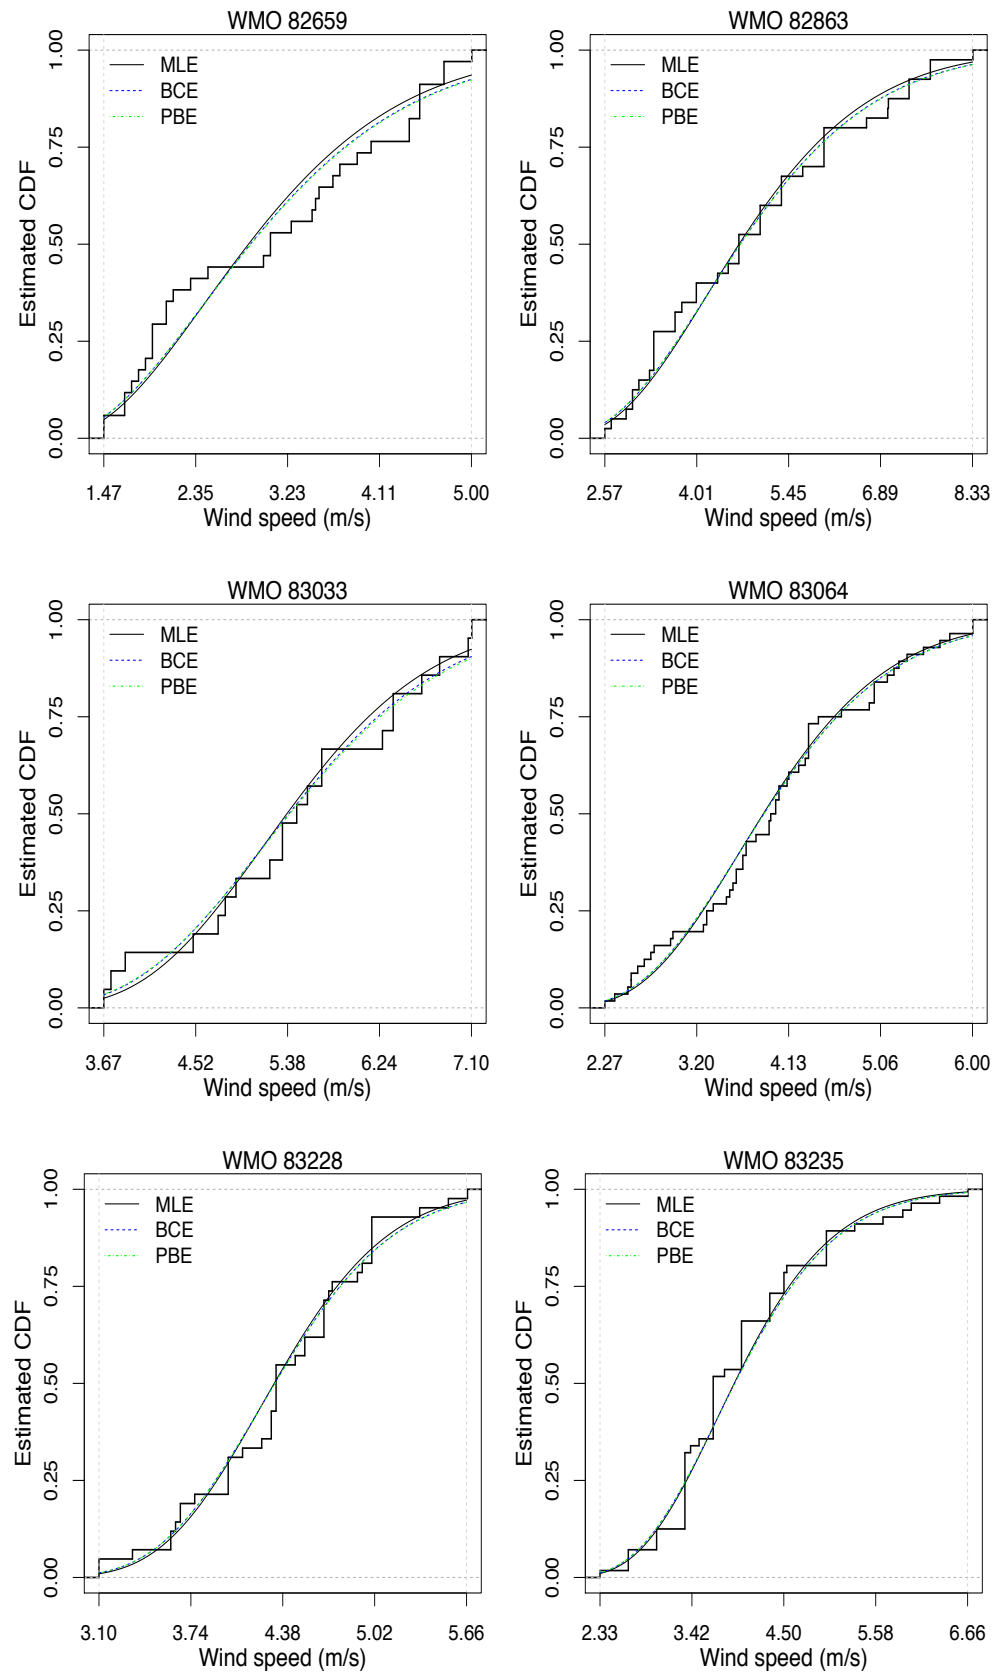 WMO 82659
MLE
BCE
PBE
Estimated CDF
0.00 0.25 0.50 0.75 1.00
1.47 2.35 3.23 4.11 5.00
Wind speed (m/s)
WMO 82863
MLE
BCE
PBE
Estimated CDF
0.00 0.25 0.50 0.75 1.00
2.57 4.01 5.45 6.89 8.33
Wind speed (m/s)
WMO 83033
MLE
BCE
PBE
Estimated CDF
0.00 0.25 0.50 0.75 1.00
3.67 4.52 5.38 6.24 7.10
Wind speed (m/s)
WMO 83064
MLE
BCE
PBE
Estimated CDF
0.00 0.25 0.50 0.75 1.00
2.27 3.20 4.13 5.06 6.00
Wind speed (m/s)
WMO 83228
MLE
BCE
PBE
Estimated CDF
0.00 0.25 0.50 0.75 1.00
3.10 3.74 4.38 5.02 5.66
Wind speed (m/s)
WMO 83235
MLE
BCE
PBE
Estimated CDF
0.00 0.25 0.50 0.75 1.00
2.33 3.42 4.50 5.58 6.66
Wind speed (m/s)